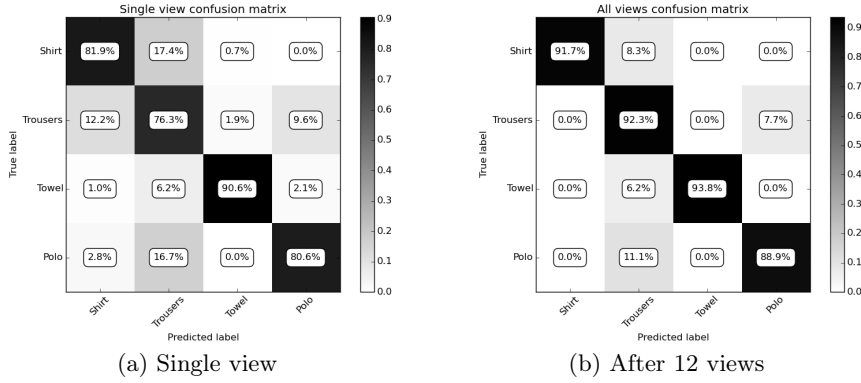 Single view confusion matrix
Shirt 81.9% 17.4% 0.7% 0.0%
Trousers 12.2% 76.3% 1.9% 9.6%
Towel 1.0% 6.2% 90.6% 2.1%
Polo 2.8% 16.7% 0.0% 80.6%
True label
Shirt Trousers Towel Polo
Predicted label
0.9
0.8
0.7
0.6
0.5
0.4
0.3
0.2
0.1
0.0
(a) Single view
All views confusion matrix
Shirt 91.7% 8.3% 0.0% 0.0%
Trousers 0.0% 92.3% 0.0% 7.7%
Towel 0.0% 6.2% 93.8% 0.0%
Polo 0.0% 11.1% 0.0% 88.9%
True label
Shirt Trousers Towel Polo
Predicted label
0.9
0.8
0.7
0.6
0.5
0.4
0.3
0.2
0.1
0.0
(b) After 12 views